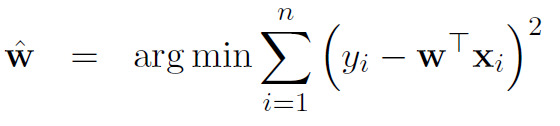 ŵ = arg min ∑_{i=1}^{n} (y_i − w^⊤ x_i)^2